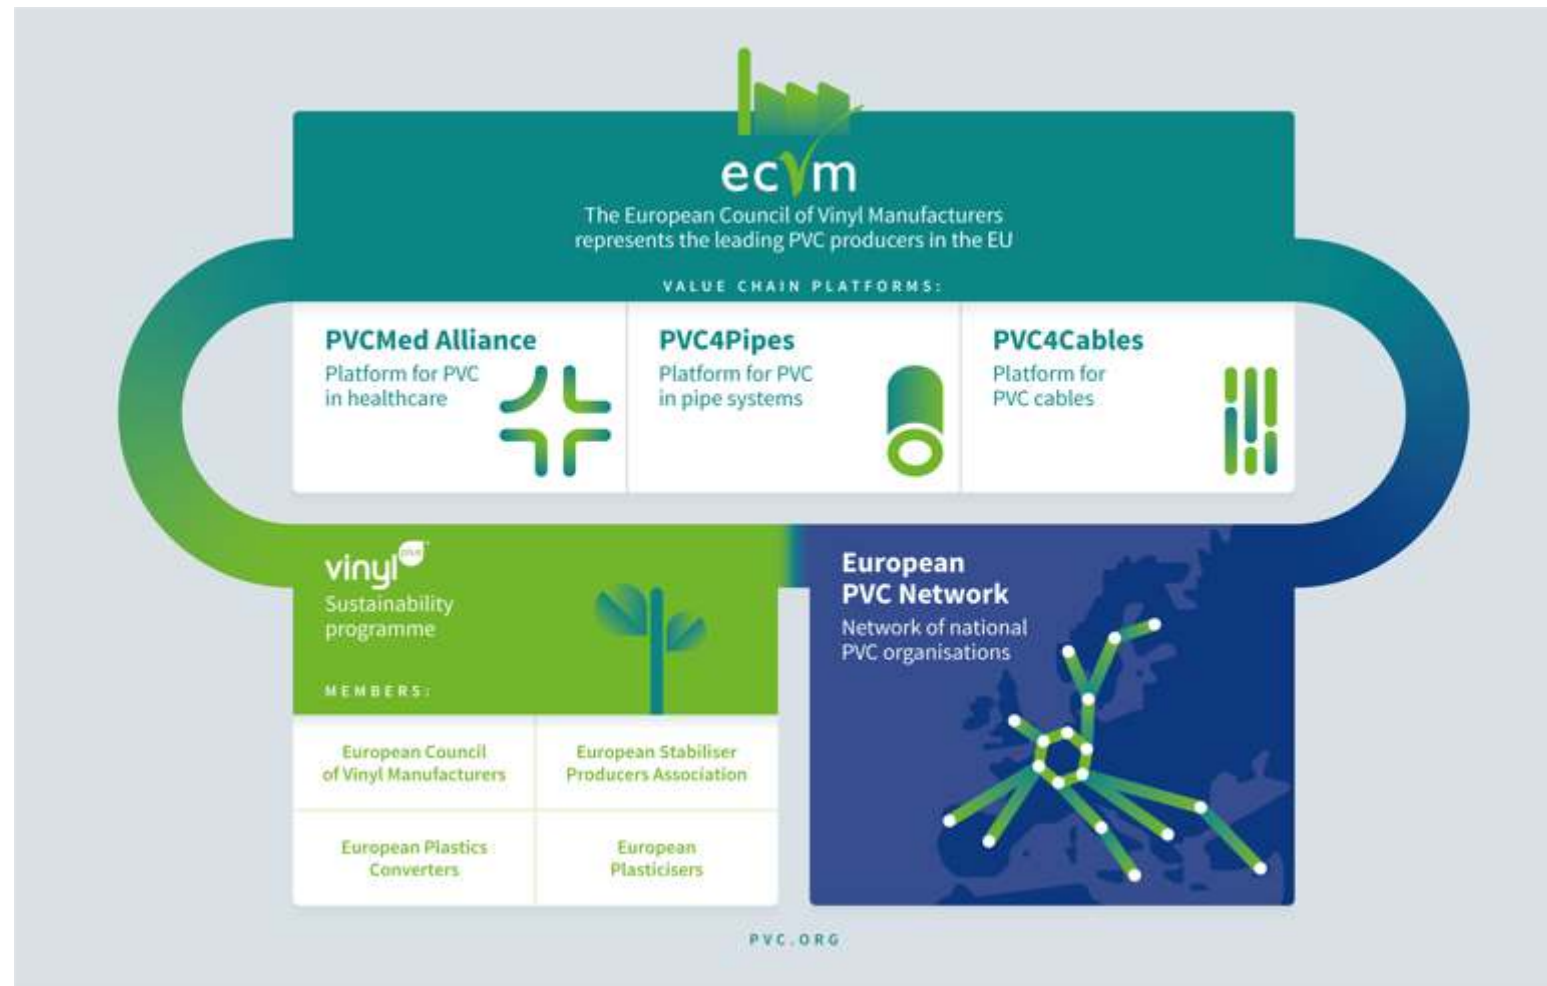 ecvm
The European Council of Vinyl Manufacturers
represents the leading PVC producers in the EU
VALUE CHAIN PLATFORMS:
PVCMed Alliance
Platform for PVC
in healthcare
PVC4Pipes
Platform for PVC
in pipe systems
PVC4Cables
Platform for
PVC cables
vinyl plus
Sustainability
programme
MEMBERS:
European Council
of Vinyl Manufacturers
European Stabiliser
Producers Association
European Plastics
Converters
European
Plasticisers
European
PVC Network
Network of national
PVC organisations
PVC.ORG